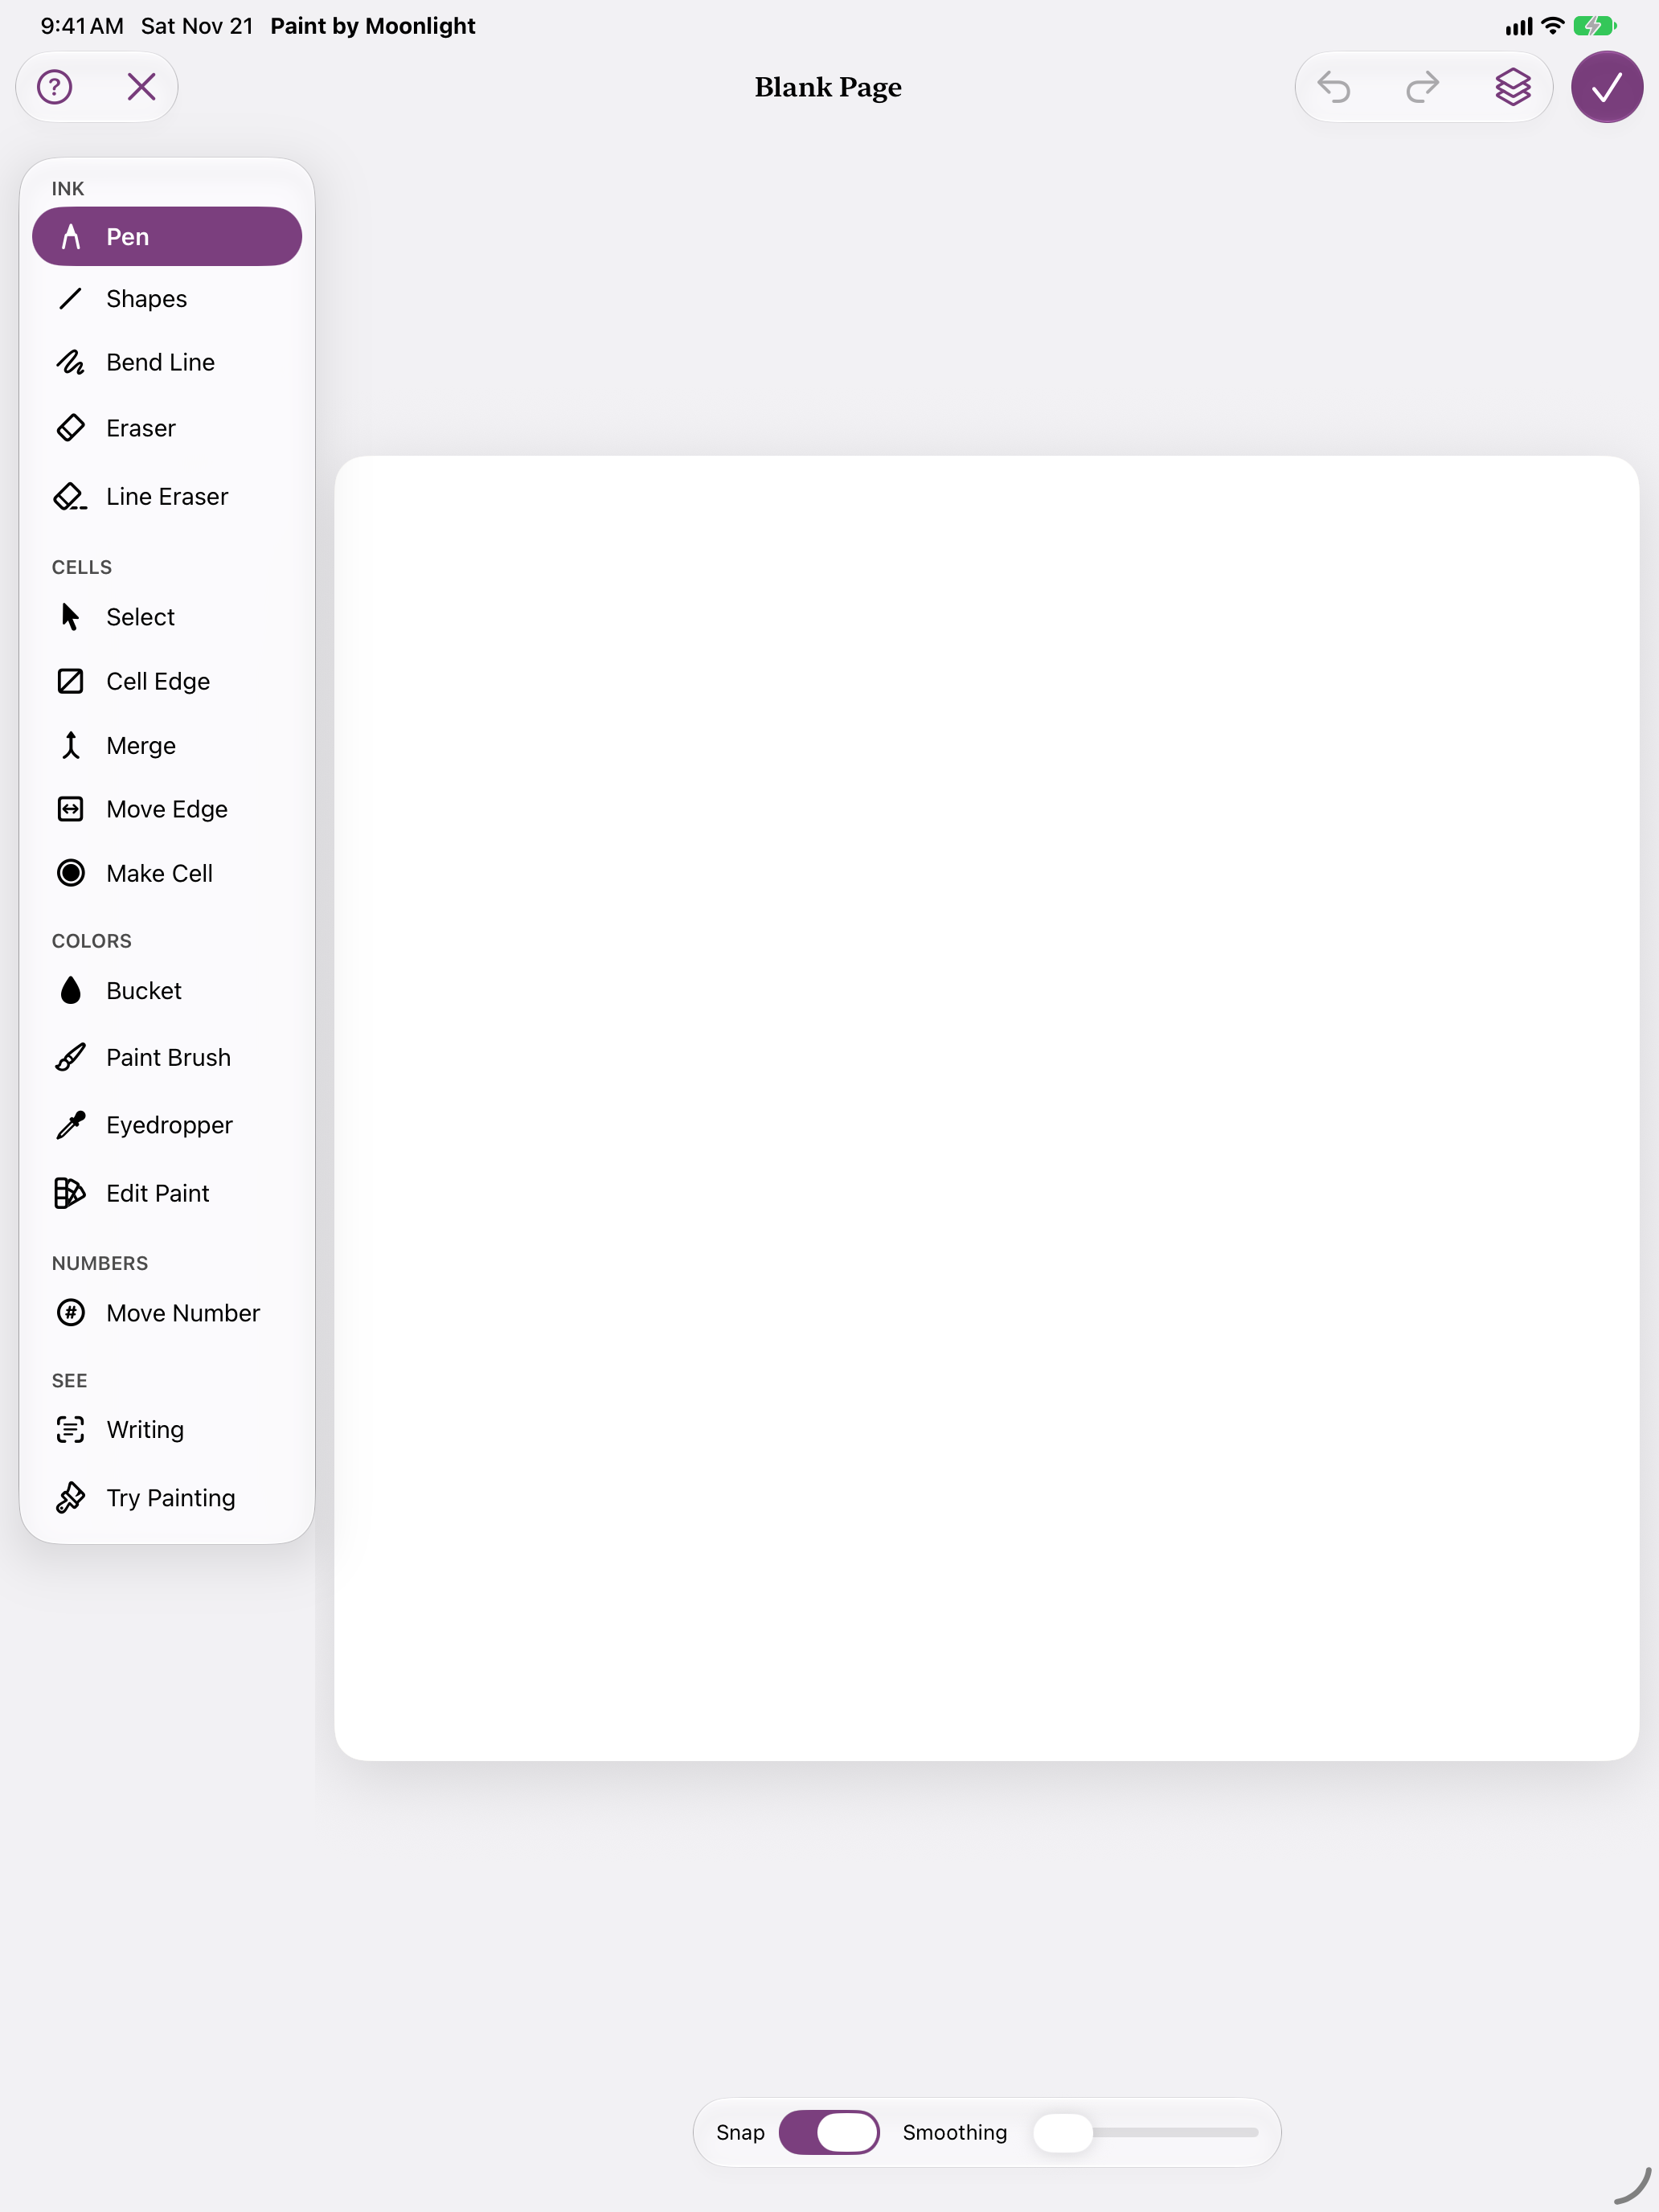 9:41 AM Sat Nov 21 Paint by Moonlight
Blank Page
INK
Pen
Shapes
Bend Line
Eraser
Line Eraser
CELLS
Select
Cell Edge
Merge
Move Edge
Make Cell
COLORS
Bucket
Paint Brush
Eyedropper
Edit Paint
NUMBERS
Move Number
SEE
Writing
Try Painting
Snap Smoothing